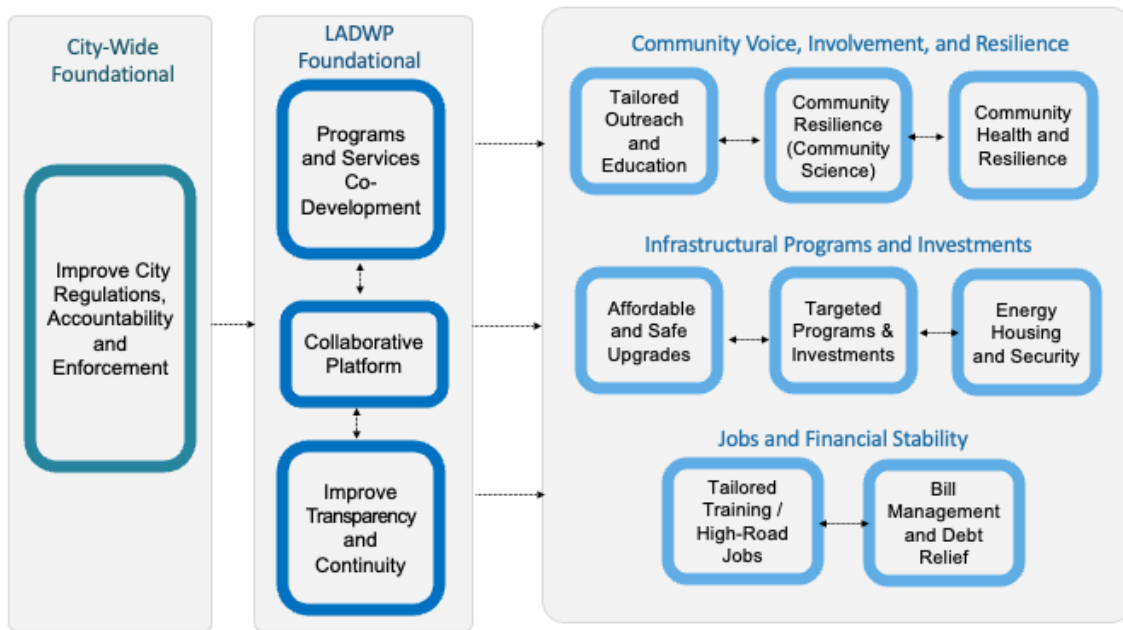 City-Wide
Foundational
Improve City
Regulations,
Accountability
and
Enforcement
LADWP
Foundational
Programs
and Services
Co-
Development
Collaborative
Platform
Improve
Transparency
and
Continuity
Community Voice, Involvement, and Resilience
Tailored
Outreach
and
Education
Community
Resilience
(Community
Science)
Community
Health and
Resilience
Infrastructural Programs and Investments
Affordable
and Safe
Upgrades
Targeted
Programs &
Investments
Energy
Housing
and Security
Jobs and Financial Stability
Tailored
Training /
High-Road
Jobs
Bill
Management
and Debt
Relief